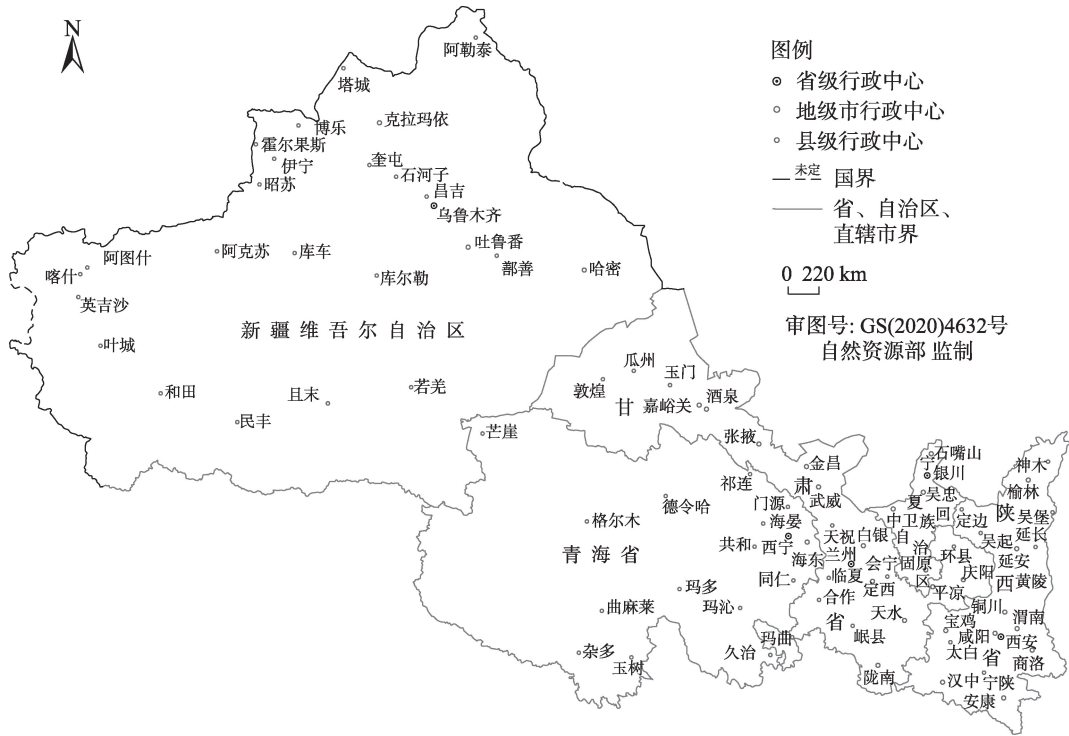 N
阿勒泰
塔城
克拉玛依
博乐
霍尔果斯
伊宁
昭苏
奎屯
石河子
昌吉
乌鲁木齐
吐鲁番
鄯善
哈密
阿图什
喀什
英吉沙
叶城
阿克苏
库车
库尔勒
新疆维吾尔自治区
和田
民丰
且末
若羌
图例
省级行政中心
地级市行政中心
县级行政中心
未定
国界
省、自治区、
直辖市界
0 220 km
审图号: GS(2020)4632号
自然资源部 监制
瓜州
玉门
敦煌
甘
嘉峪关
酒泉
张掖
芒崖
祁连
金昌
肃
武威
德令哈
门源
海晏
格尔木
青海省
共和
西宁
海东
天祝
白银
兰州
同仁
临夏
会宁
定西
合作
玛多
玛沁
曲麻莱
省
天水
岷县
玛曲
久治
杂多
玉树
陇南
石嘴山
宁
银川
吴忠
夏
回
中卫
族
自
治
固原
区
神木
榆林
陕
吴堡
定边
吴起
延长
环县
延安
庆阳
西
黄陵
平凉
铜川
宝鸡
渭南
咸阳
西安
太白
省
商洛
汉中
宁陕
安康